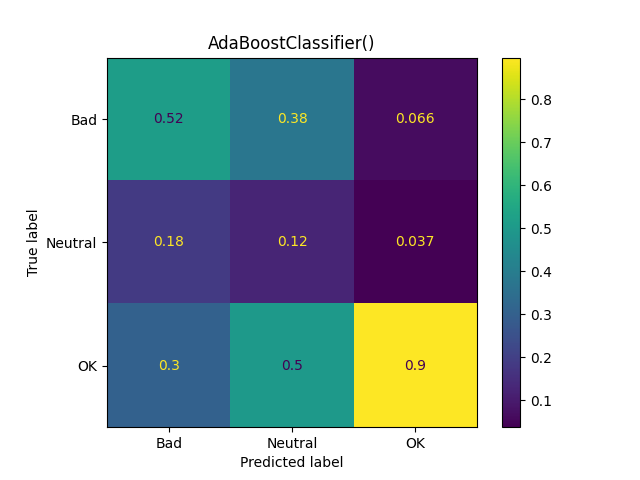 AdaBoostClassifier()
Bad 0.52 0.38 0.066
Neutral 0.18 0.12 0.037
OK 0.3 0.5 0.9
Bad Neutral OK
Predicted label
True label
0.8
0.7
0.6
0.5
0.4
0.3
0.2
0.1